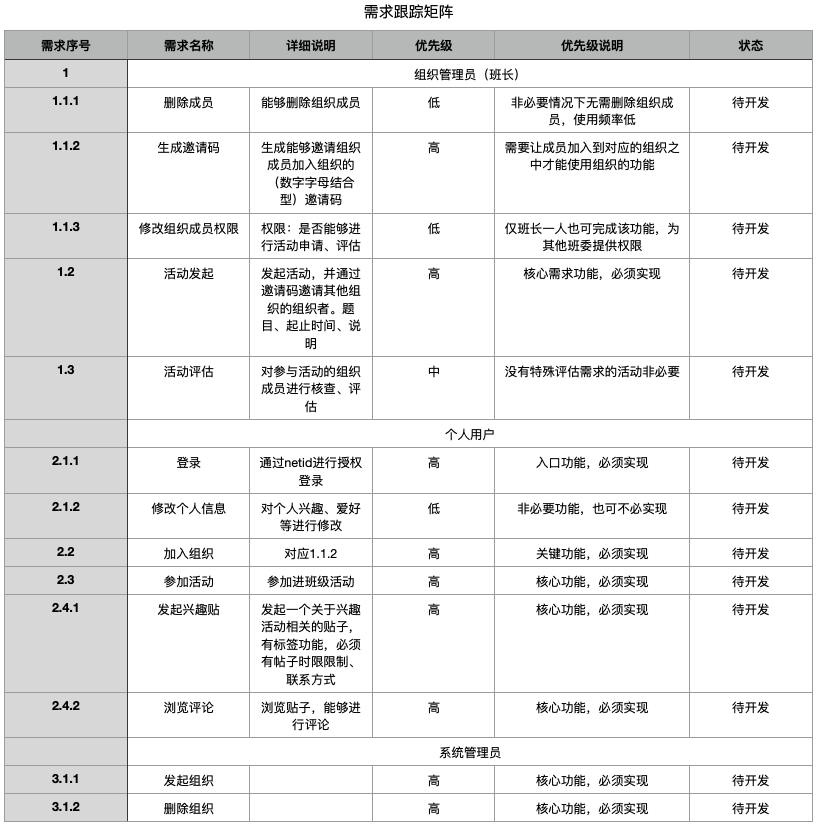 需求跟踪矩阵
需求序号 需求名称 详细说明 优先级 优先级说明 状态
1 组织管理员（班长）
1.1.1 删除成员 能够删除组织成员 低 非必要情况下无需删除组织成 待开发
员，使用频率低
1.1.2 生成邀请码 生成能够邀请组织 高 需要让成员加入到对应的组织之 待开发
成员加入组织的 中才能使用组织的功能
（数字字母结合
型）邀请码
1.1.3 修改组织成员权限 权限：是否能够进 低 仅班长一人也可完成该功能，为 待开发
行活动申请、评估 其他班委提供权限
1.2 活动发起 发起活动，并通过 高 核心需求功能，必须实现 待开发
邀请码邀请其他组
织的组织者。题
目、起止时间、说
明
1.3 活动评估 对参与活动的组织 中 没有特殊评估需求的活动非必要 待开发
成员进行核查、评
估
个人用户
2.1.1 登录 通过netid进行授权 高 入口功能，必须实现 待开发
登录
2.1.2 修改个人信息 对个人兴趣、爱好 低 非必要功能，也可不必实现 待开发
等进行修改
2.2 加入组织 对应1.1.2 高 关键功能，必须实现 待开发
2.3 参加活动 参加进班级活动 高 核心功能，必须实现 待开发
2.4.1 发起兴趣贴 发起一个关于兴趣 高 核心功能，必须实现 待开发
活动相关的贴子，
有标签功能，必须
有帖子时限限制、
联系方式
2.4.2 浏览评论 浏览贴子，能够进 高 核心功能，必须实现 待开发
行评论
系统管理员
3.1.1 发起组织 高 核心功能，必须实现 待开发
3.1.2 删除组织 高 核心功能，必须实现 待开发